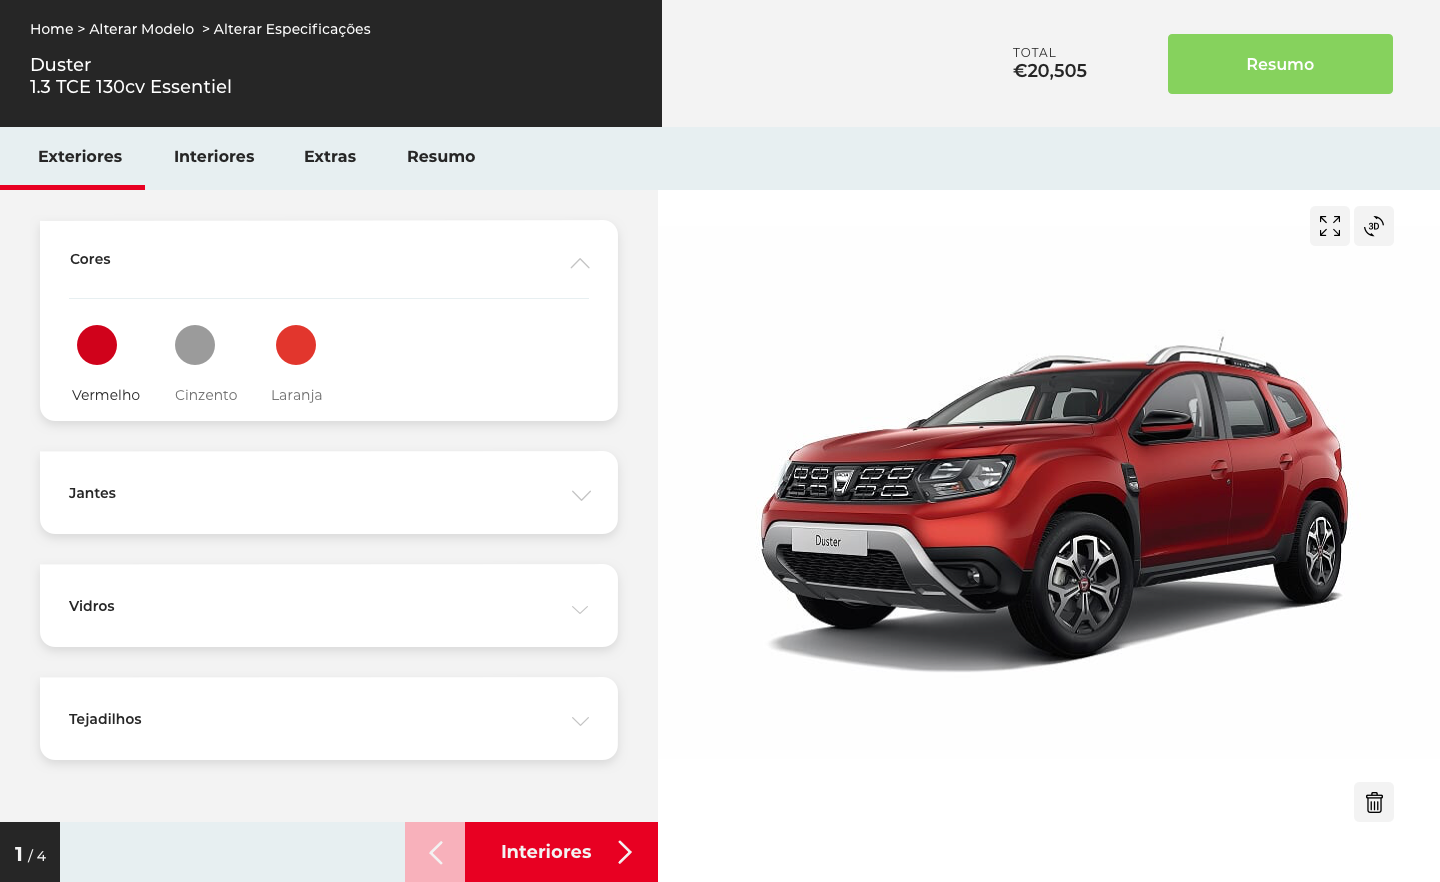 Home > Alterar Modelo > Alterar Especificações
Duster
1.3 TCE 130cv Essentiel
TOTAL
€20,505
Resumo
Exteriores
Interiores
Extras
Resumo
3D
Cores
Vermelho
Cinzento
Laranja
Jantes
Vidros
Tejadilhos
Duster
1 / 4
Interiores